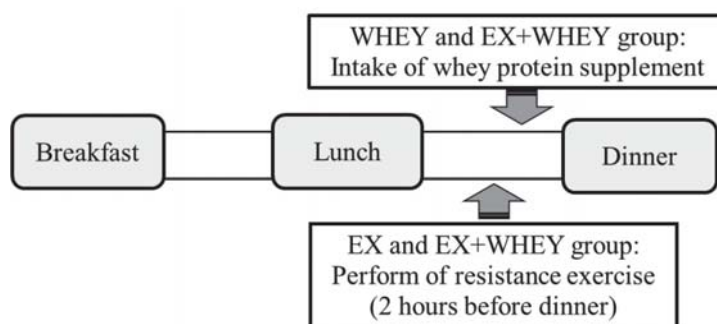 WHEY and EX+WHEY group:
Intake of whey protein supplement
Breakfast
Lunch
Dinner
EX and EX+WHEY group:
Perform of resistance exercise
(2 hours before dinner)